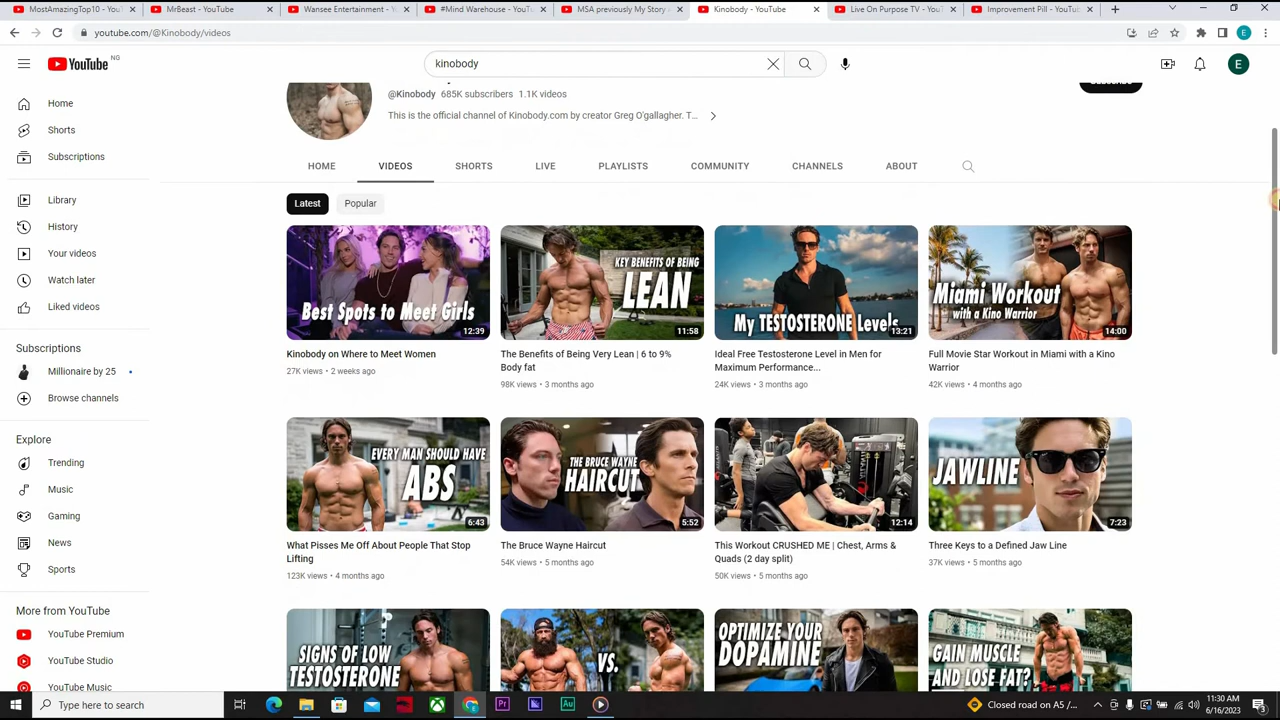 MostAmazingTop10 - YouTube
MrBeast - YouTube
Wansee Entertainment - YouTube
#Mind Warehouse - YouTube
MSA previously My Story A
Kinobody - YouTube
Live On Purpose TV - YouTube
Improvement Pill - YouTube
youtube.com/@Kinobody/videos
E
YouTube NG
kinobody
E
Home
Shorts
Subscriptions
Library
History
Your videos
Watch later
Liked videos
Subscriptions
Millionaire by 25
Browse channels
Explore
Trending
Music
Gaming
News
Sports
More from YouTube
YouTube Premium
YouTube Studio
YouTube Music
@Kinobody 685K subscribers 1.1K videos
This is the official channel of Kinobody.com by creator Greg O'gallagher. T...
HOME
VIDEOS
SHORTS
LIVE
PLAYLISTS
COMMUNITY
CHANNELS
ABOUT
Latest
Popular
Best Spots to Meet Girls
12:39
Kinobody on Where to Meet Women
27K views • 2 weeks ago
KEY BENEFITS OF BEING
LEAN
11:58
The Benefits of Being Very Lean | 6 to 9%
Body fat
98K views • 3 months ago
My TESTOSTERONE Levels
13:21
Ideal Free Testosterone Level in Men for
Maximum Performance...
24K views • 3 months ago
Miami Workout
with a Kino Warrior
14:00
Full Movie Star Workout in Miami with a Kino
Warrior
42K views • 4 months ago
EVERY MAN SHOULD HAVE
ABS
6:43
What Pisses Me Off About People That Stop
Lifting
123K views • 4 months ago
THE BRUCE WAYNE
HAIRCUT
5:52
The Bruce Wayne Haircut
54K views • 5 months ago
12:14
This Workout CRUSHED ME | Chest, Arms &
Quads (2 day split)
50K views • 5 months ago
JAWLINE
7:23
Three Keys to a Defined Jaw Line
37K views • 5 months ago
SIGNS OF LOW
TESTOSTERONE
VS.
OPTIMIZE YOUR
DOPAMINE
GAIN MUSCLE
AND LOSE FAT?
Type here to search
Pr
Au
Closed road on A5 /...
11:30 AM
6/16/2023
3